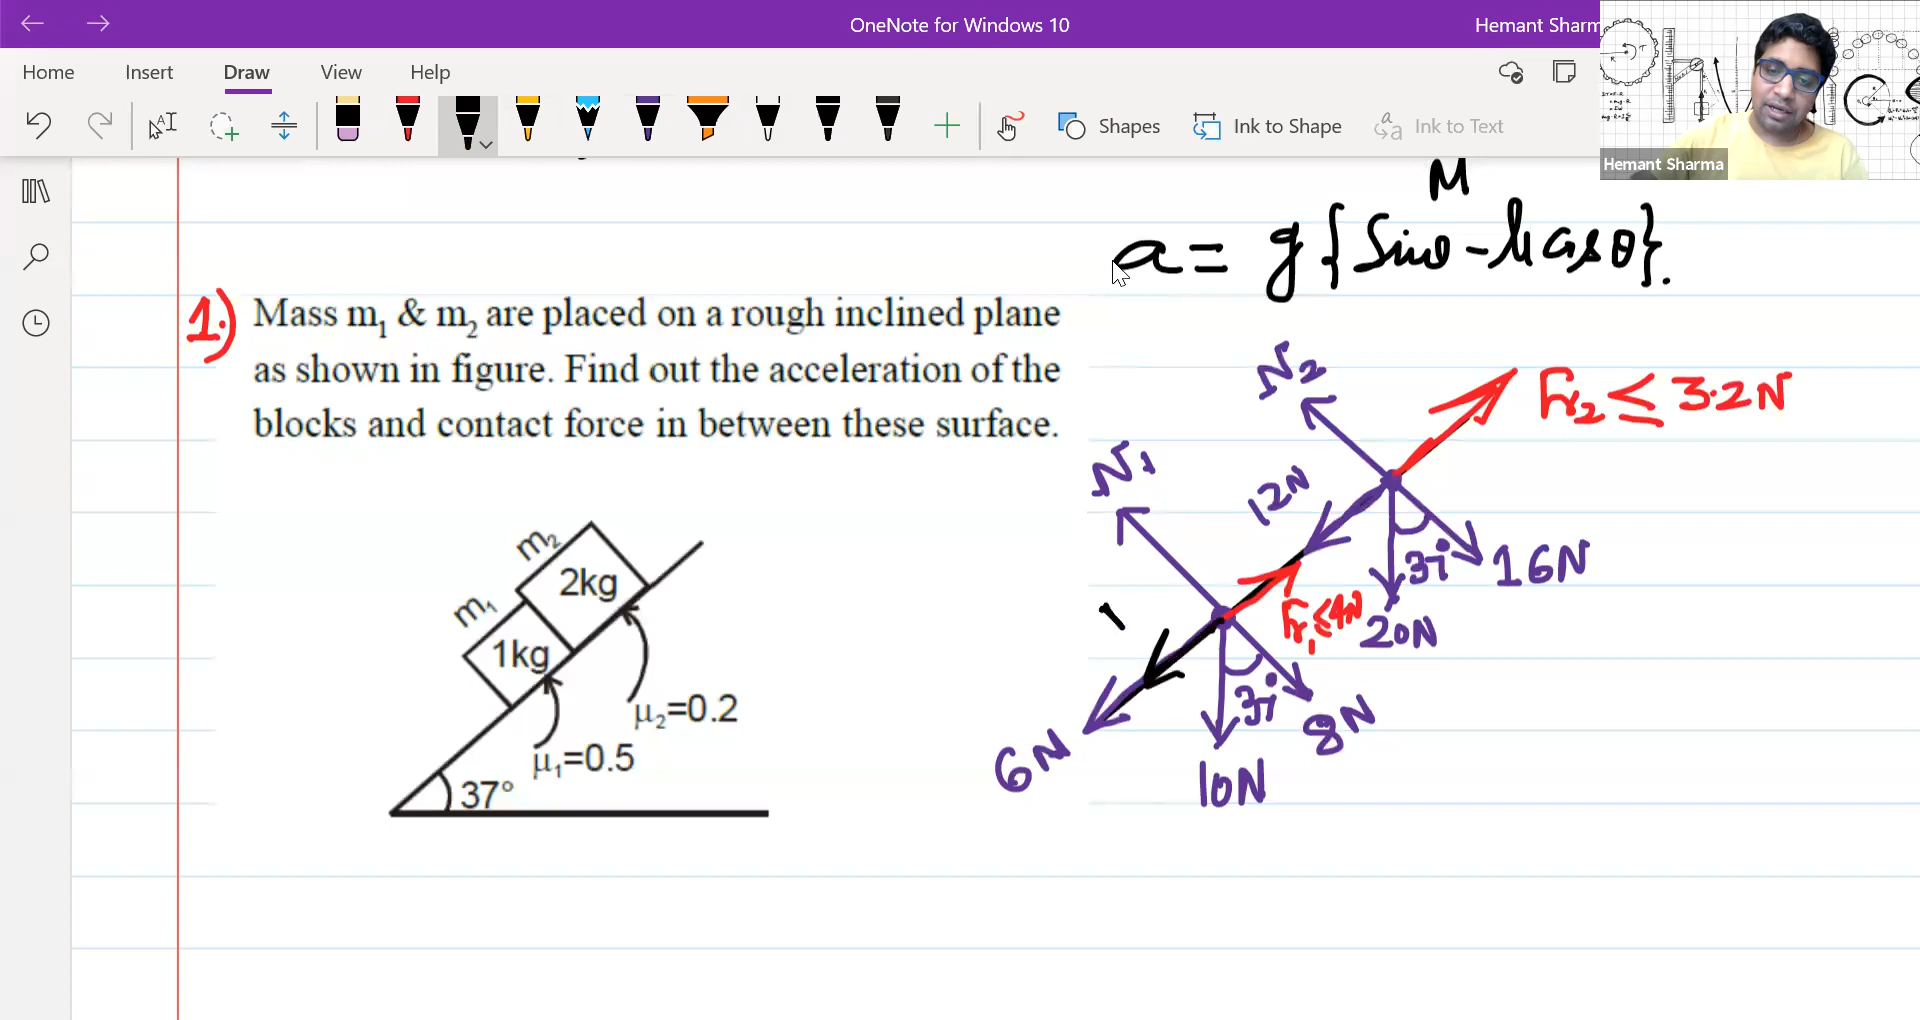 OneNote for Windows 10
Hemant Sharm
Home Insert Draw View Help
Shapes Ink to Shape Ink to Text
Hemant Sharma
M
a = g{Sinθ - μcosθ}.
1.) Mass m₁ & m₂ are placed on a rough inclined plane
as shown in figure. Find out the acceleration of the
blocks and contact force in between these surface.
N₂
Fr₂ ≤ 3.2N
N₁
12N
37°
16N
20N
Fr₁ ≤ 4N
37°
8N
10N
6N
m₂
2kg
m₁
1kg
μ₂=0.2
μ₁=0.5
37°